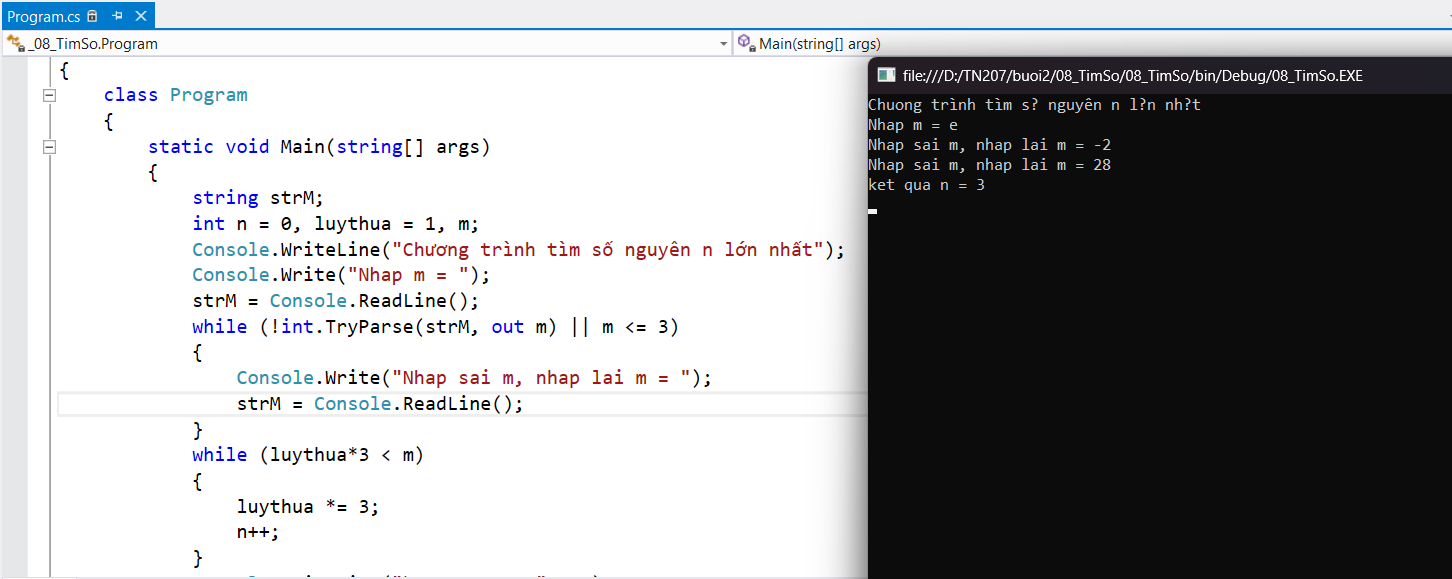 Program.cs
_08_TimSo.Program
Main(string[] args)
{
class Program
{
static void Main(string[] args)
{
string strM;
int n = 0, luythua = 1, m;
Console.WriteLine("Chương trình tìm số nguyên n lớn nhất");
Console.Write("Nhap m = ");
strM = Console.ReadLine();
while (!int.TryParse(strM, out m) || m <= 3)
{
Console.Write("Nhap sai m, nhap lai m = ");
strM = Console.ReadLine();
}
while (luythua*3 < m)
{
luythua *= 3;
n++;
}
file:///D:/TN207/buoi2/08_TimSo/08_TimSo/bin/Debug/08_TimSo.EXE
Chuong trình tìm s? nguyên n l?n nh?t
Nhap m = e
Nhap sai m, nhap lai m = -2
Nhap sai m, nhap lai m = 28
ket qua n = 3